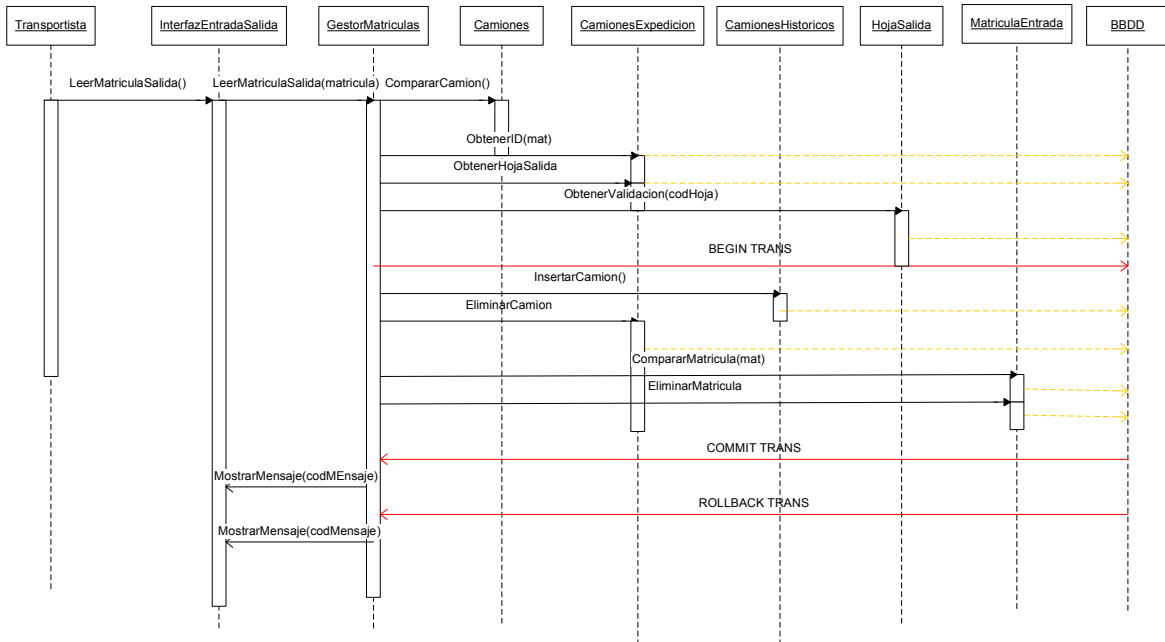 Transportista
InterfazEntradaSalida
GestorMatriculas
Camiones
CamionesExpedicion
CamionesHistoricos
HojaSalida
MatriculaEntrada
BBDD
LeerMatriculaSalida()
LeerMatriculaSalida(matricula)
CompararCamion()
ObtenerID(mat)
ObtenerHojaSalida
ObtenerValidacion(codHoja)
BEGIN TRANS
InsertarCamion()
EliminarCamion
CompararMatricula(mat)
EliminarMatricula
COMMIT TRANS
MostrarMensaje(codMEnsaje)
ROLLBACK TRANS
MostrarMensaje(codMensaje)